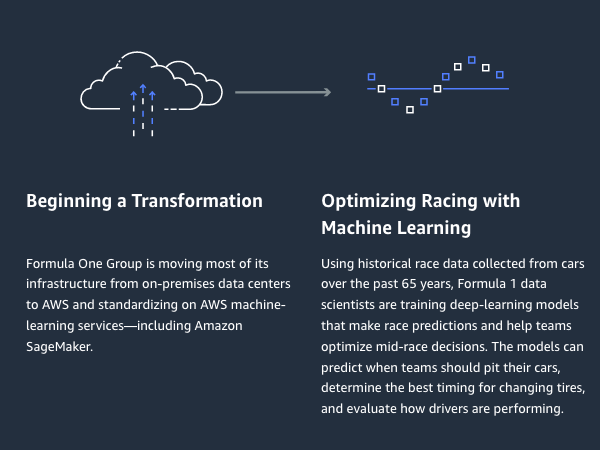 Beginning a Transformation
Formula One Group is moving most of its
infrastructure from on-premises data centers
to AWS and standardizing on AWS machine-
learning services—including Amazon
SageMaker.
Optimizing Racing with
Machine Learning
Using historical race data collected from cars
over the past 65 years, Formula 1 data
scientists are training deep-learning models
that make race predictions and help teams
optimize mid-race decisions. The models can
predict when teams should pit their cars,
determine the best timing for changing tires,
and evaluate how drivers are performing.